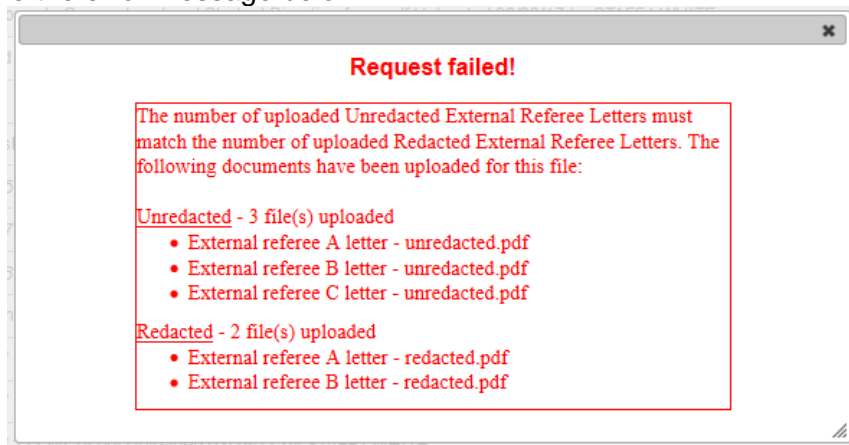 Request failed!
The number of uploaded Unredacted External Referee Letters must
match the number of uploaded Redacted External Referee Letters. The
following documents have been uploaded for this file:
Unredacted - 3 file(s) uploaded
• External referee A letter - unredacted.pdf
• External referee B letter - unredacted.pdf
• External referee C letter - unredacted.pdf
Redacted - 2 file(s) uploaded
• External referee A letter - redacted.pdf
• External referee B letter - redacted.pdf